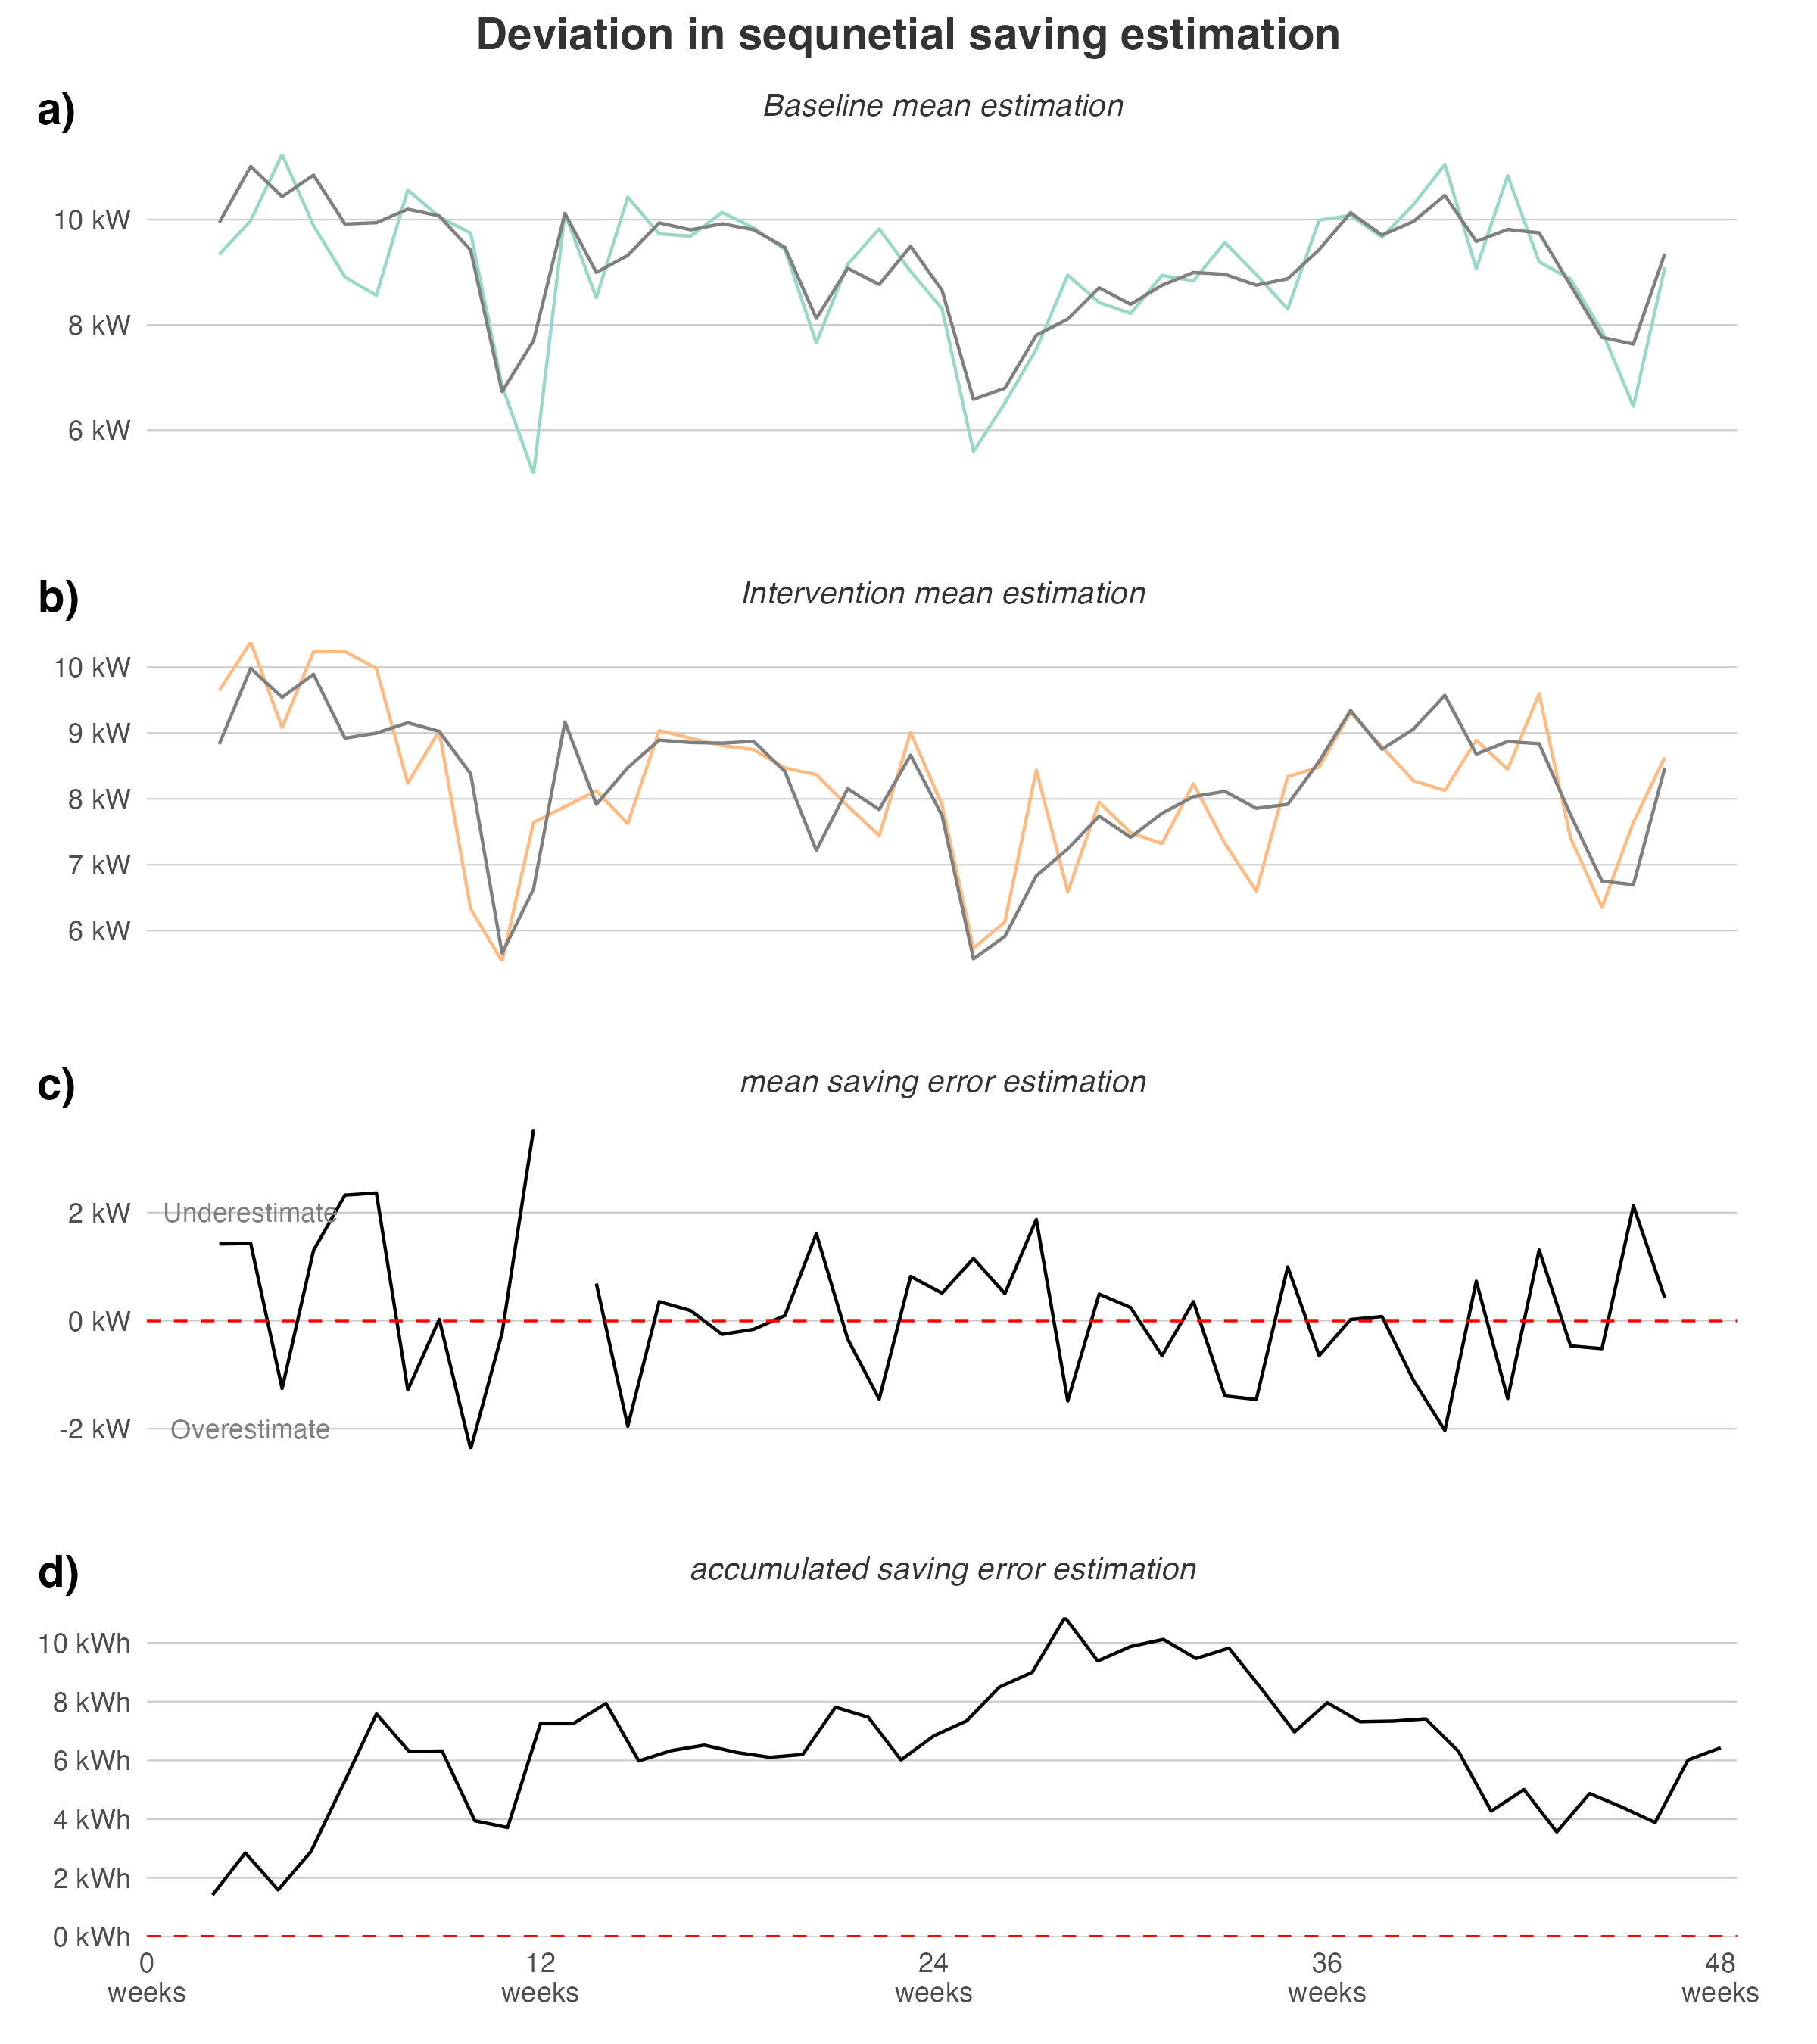 Deviation in sequnetial saving estimation
a)
Baseline mean estimation
10 kW
8 kW
6 kW
b)
Intervention mean estimation
10 kW
9 kW
8 kW
7 kW
6 kW
c)
mean saving error estimation
2 kW
Underestimate
0 kW
-2 kW
Overestimate
d)
accumulated saving error estimation
10 kWh
8 kWh
6 kWh
4 kWh
2 kWh
0 kWh
0 12 24 36 48
weeks weeks weeks weeks weeks